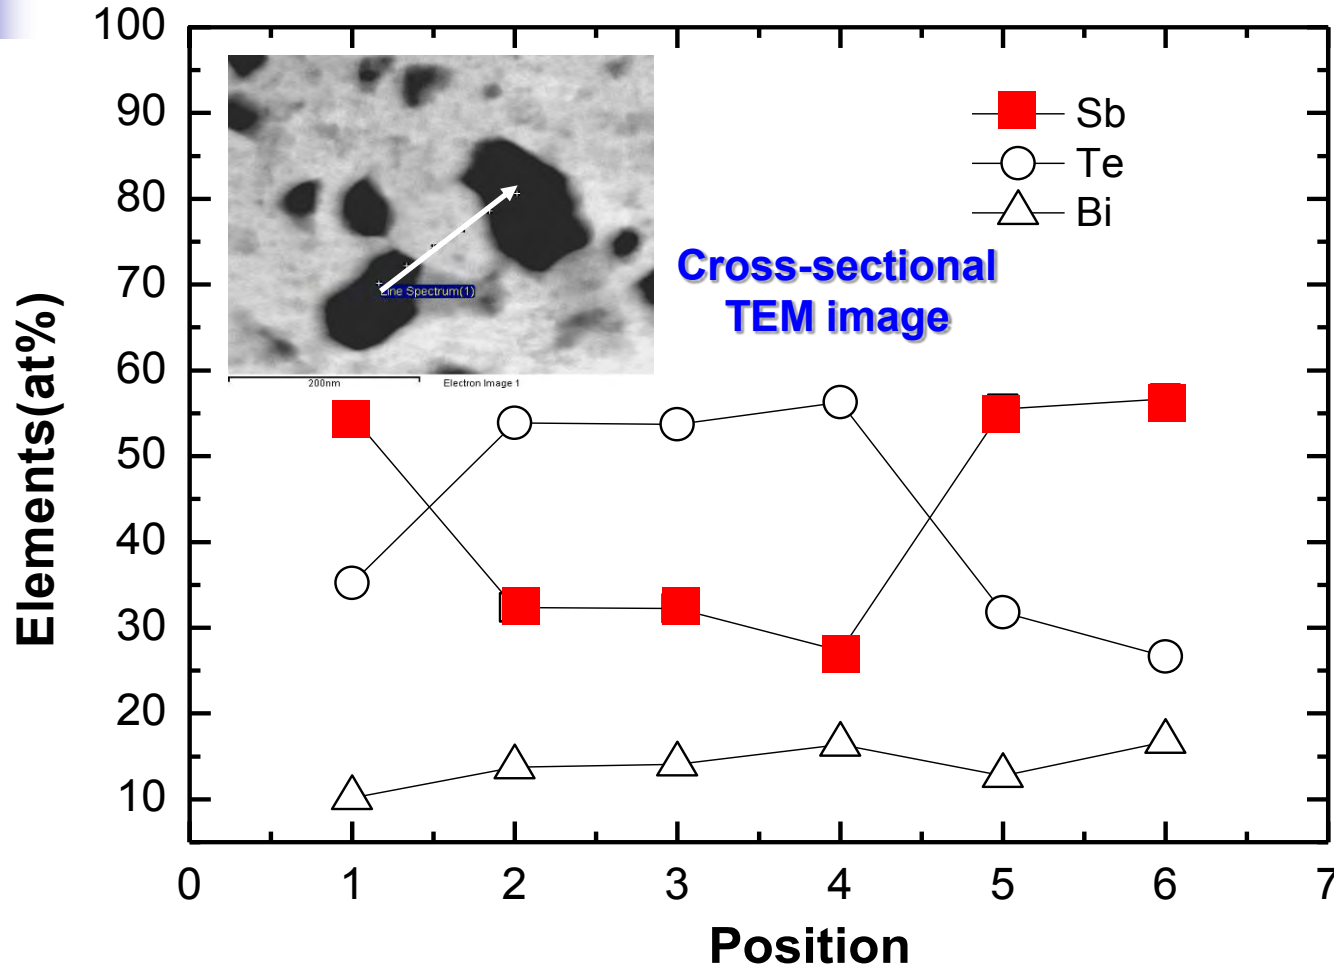 100
90
80
70
60
50
40
30
20
10
0
1
2
3
4
5
6
7
Elements(at%)
Position
Sb
Te
Bi
Cross-sectional
TEM image
Line Spectrum(1)
200nm
Electron Image 1